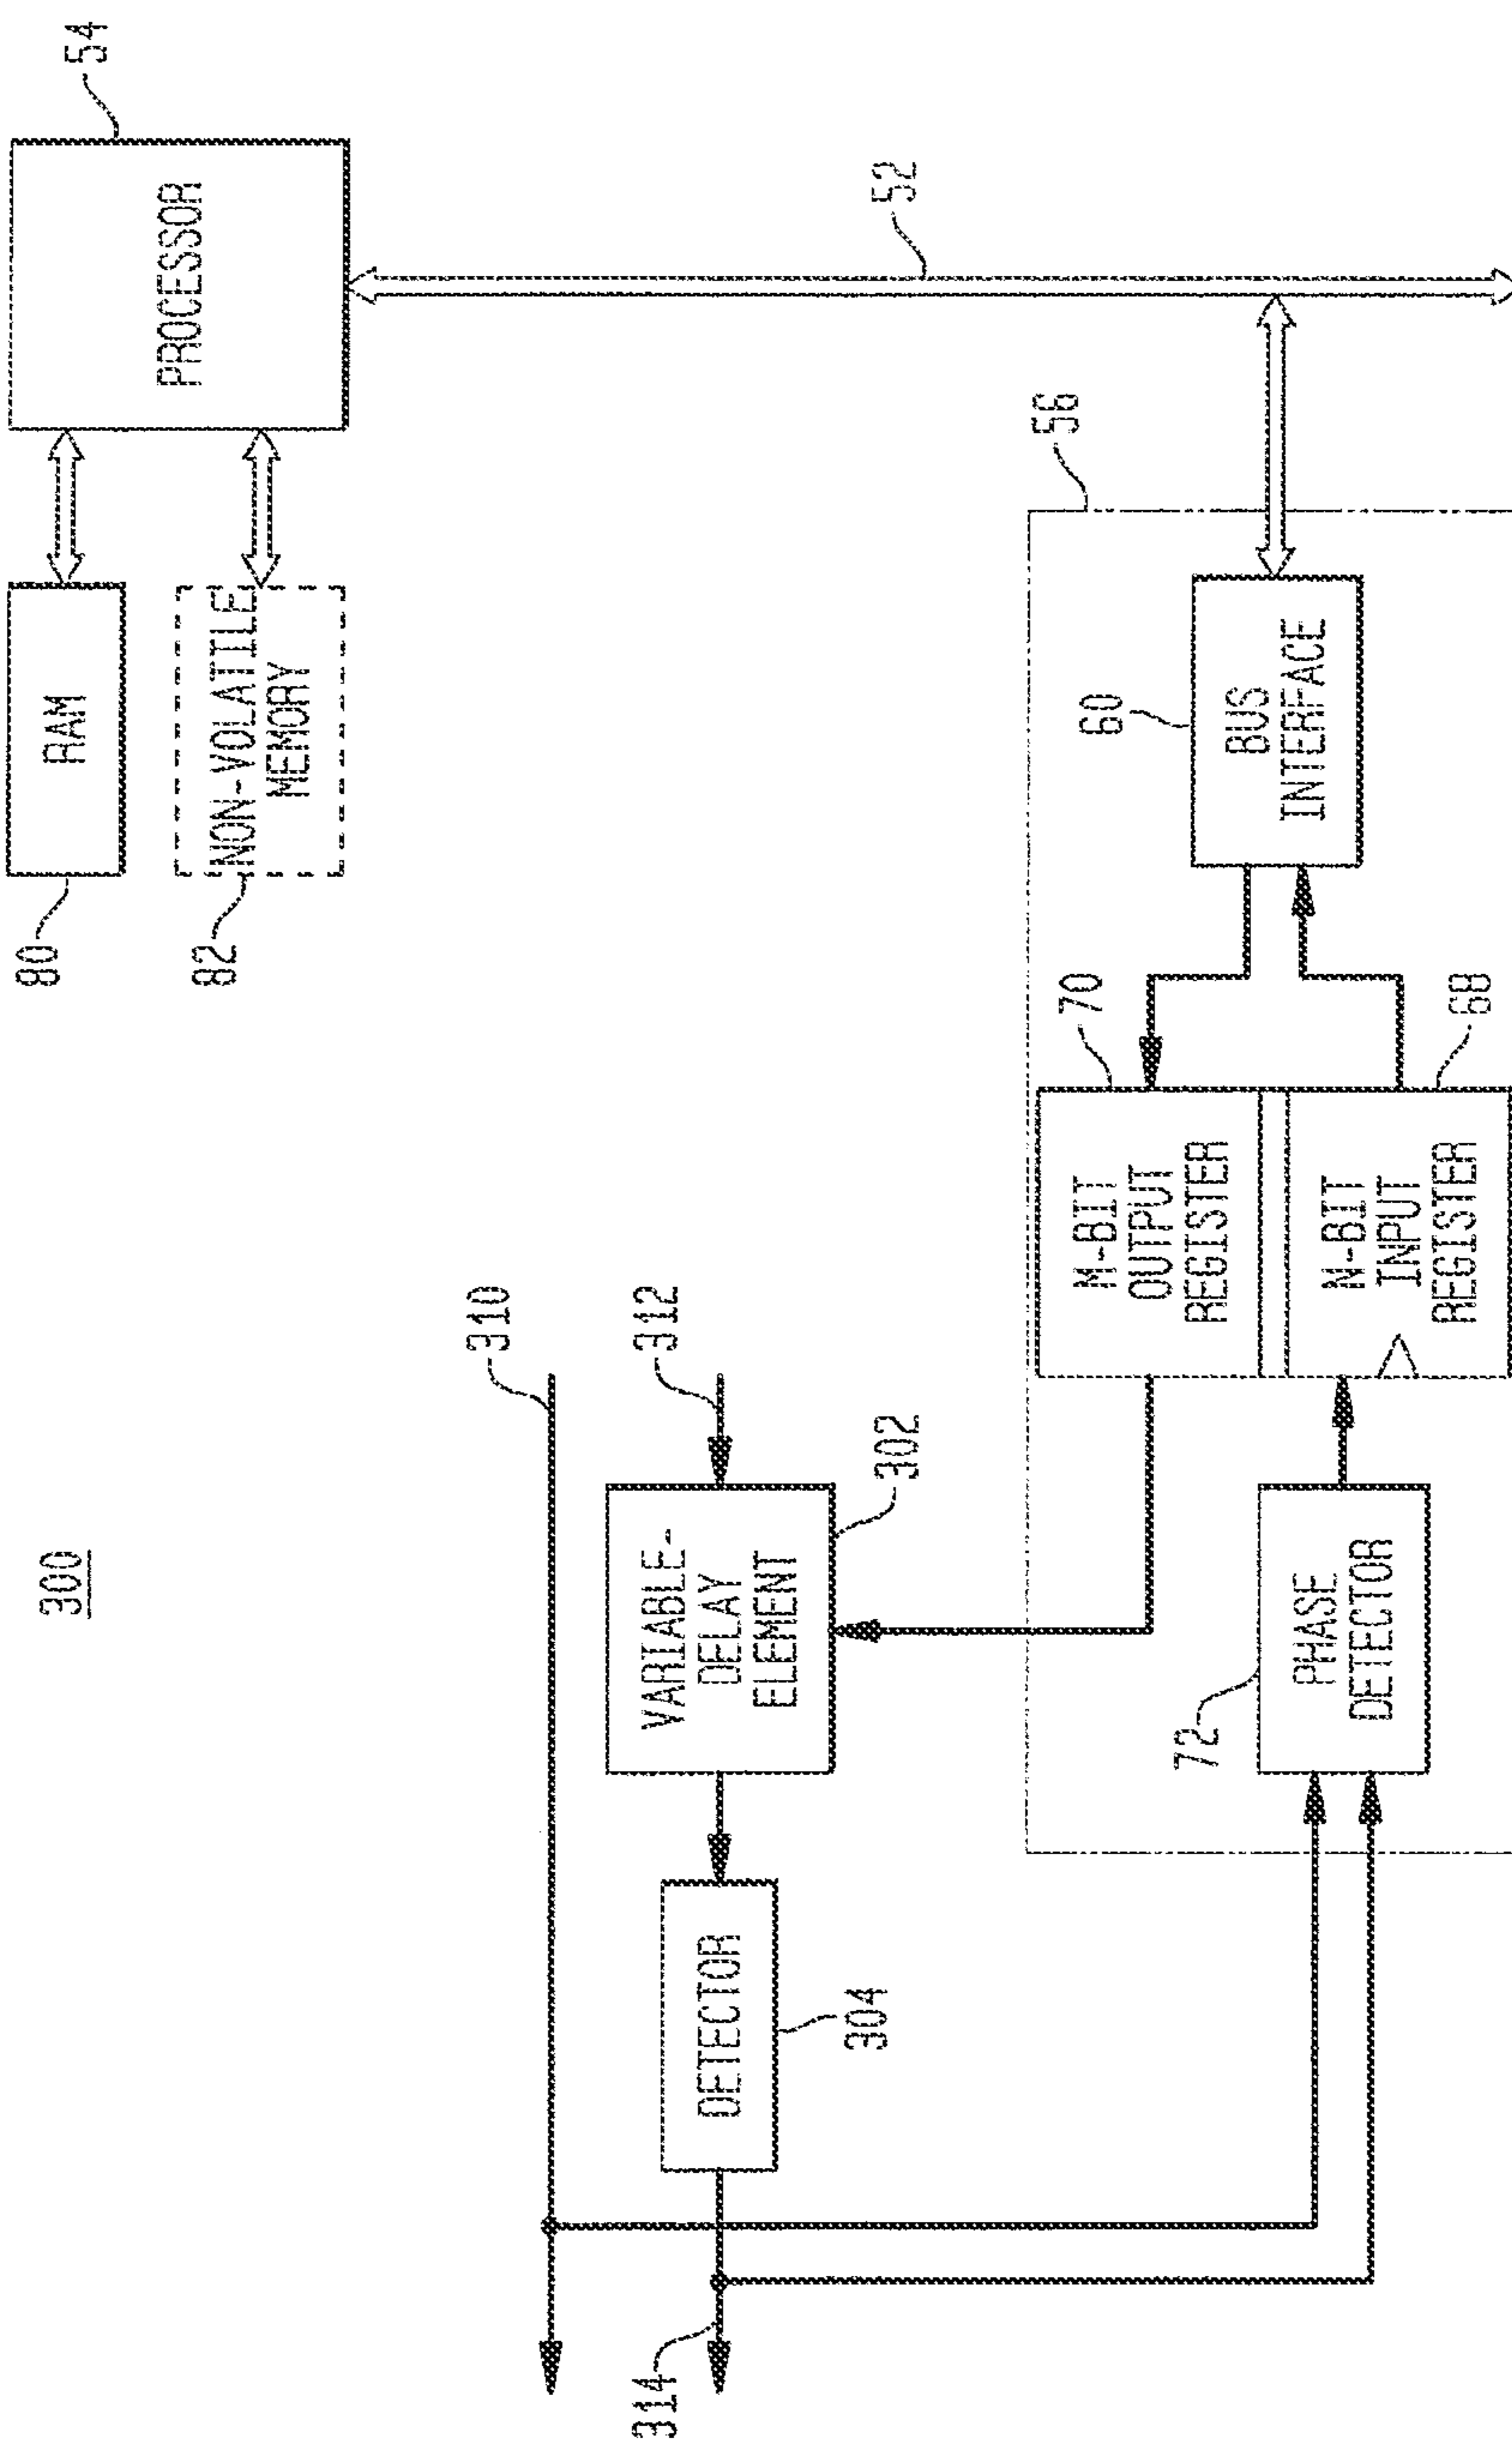 300
310
312
VARIABLE-
DELAY
ELEMENT
302
DETECTOR
304
314
80
RAM
82
NON-VOLATILE
MEMORY
PROCESSOR
54
52
56
72
PHASE
DETECTOR
70
M-BIT
OUTPUT
REGISTER
N-BIT
INPUT
REGISTER
68
60
BUS
INTERFACE